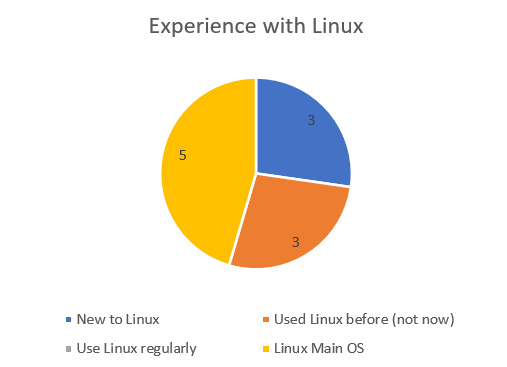 Experience with Linux
3
5
3
New to Linux
Used Linux before (not now)
Use Linux regularly
Linux Main OS